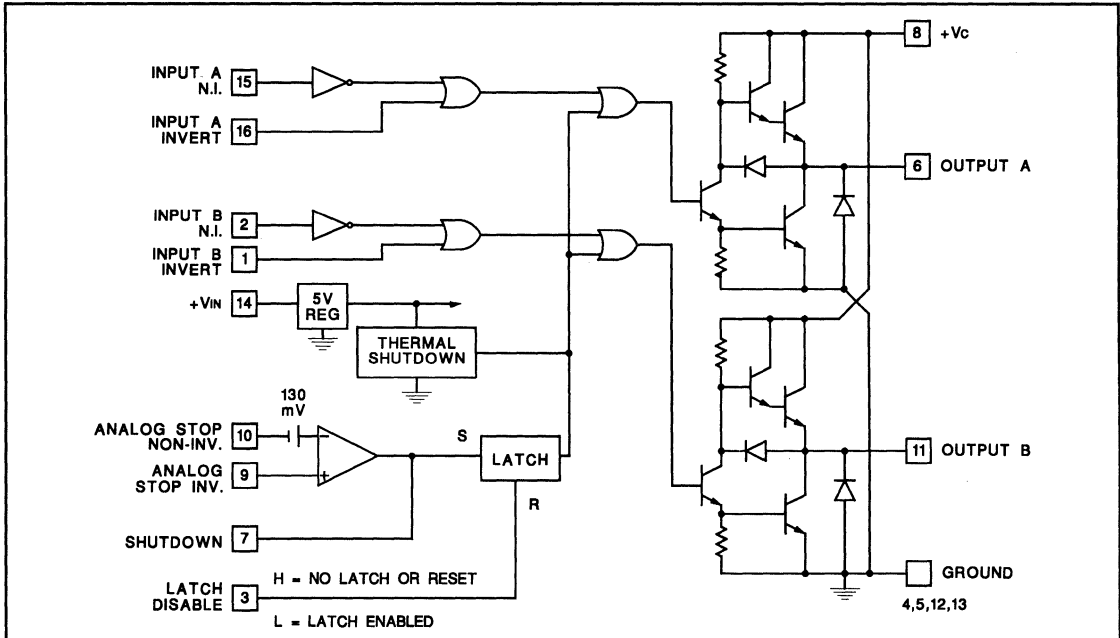 INPUT A
N.I.
15
INPUT A
INVERT
16
INPUT B
N.I.
2
INPUT B
INVERT
1
+VIN
14
5V
REG
THERMAL
SHUTDOWN
130
mV
ANALOG STOP
NON-INV.
10
−
ANALOG
STOP INV.
9
+
S
LATCH
R
SHUTDOWN
7
LATCH
DISABLE
3
H = NO LATCH OR RESET
L = LATCH ENABLED
8
+Vc
6
OUTPUT A
11
OUTPUT B
GROUND
4,5,12,13